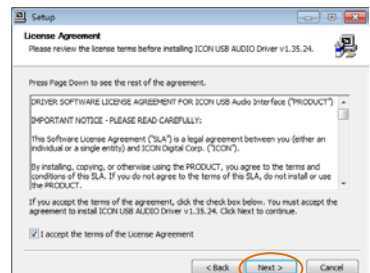 Setup
License Agreement
Please review the license terms before installing ICON USB AUDIO Driver v1.35.24.
Press Page Down to see the rest of the agreement.
DRIVER SOFTWARE LICENSE AGREEMENT FOR ICON USB Audio Interface ("PRODUCT")
IMPORTANT NOTICE - PLEASE READ CAREFULLY:
This Software License Agreement ("SLA") is a legal agreement between you (either an
individual or a single entity) and ICON Digital Corp. ("ICON").
By installing, copying, or otherwise using the PRODUCT, you agree to the terms and
conditions of this SLA. If you do not agree to the terms of this SLA, do not install or use
the PRODUCT.
If you accept the terms of the agreement, click the check box below. You must accept the
agreement to install ICON USB AUDIO Driver v1.35.24. Click Next to continue.
I accept the terms of the License Agreement
< Back Next > Cancel